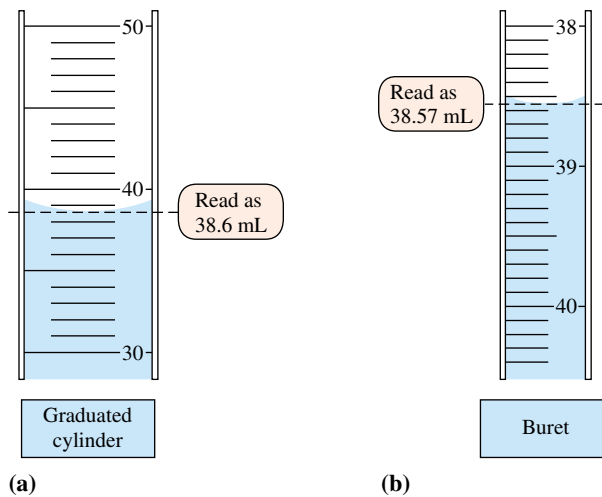 50
40
30
Read as
38.6 mL
Graduated
cylinder
(a)
38
39
40
Read as
38.57 mL
Buret
(b)